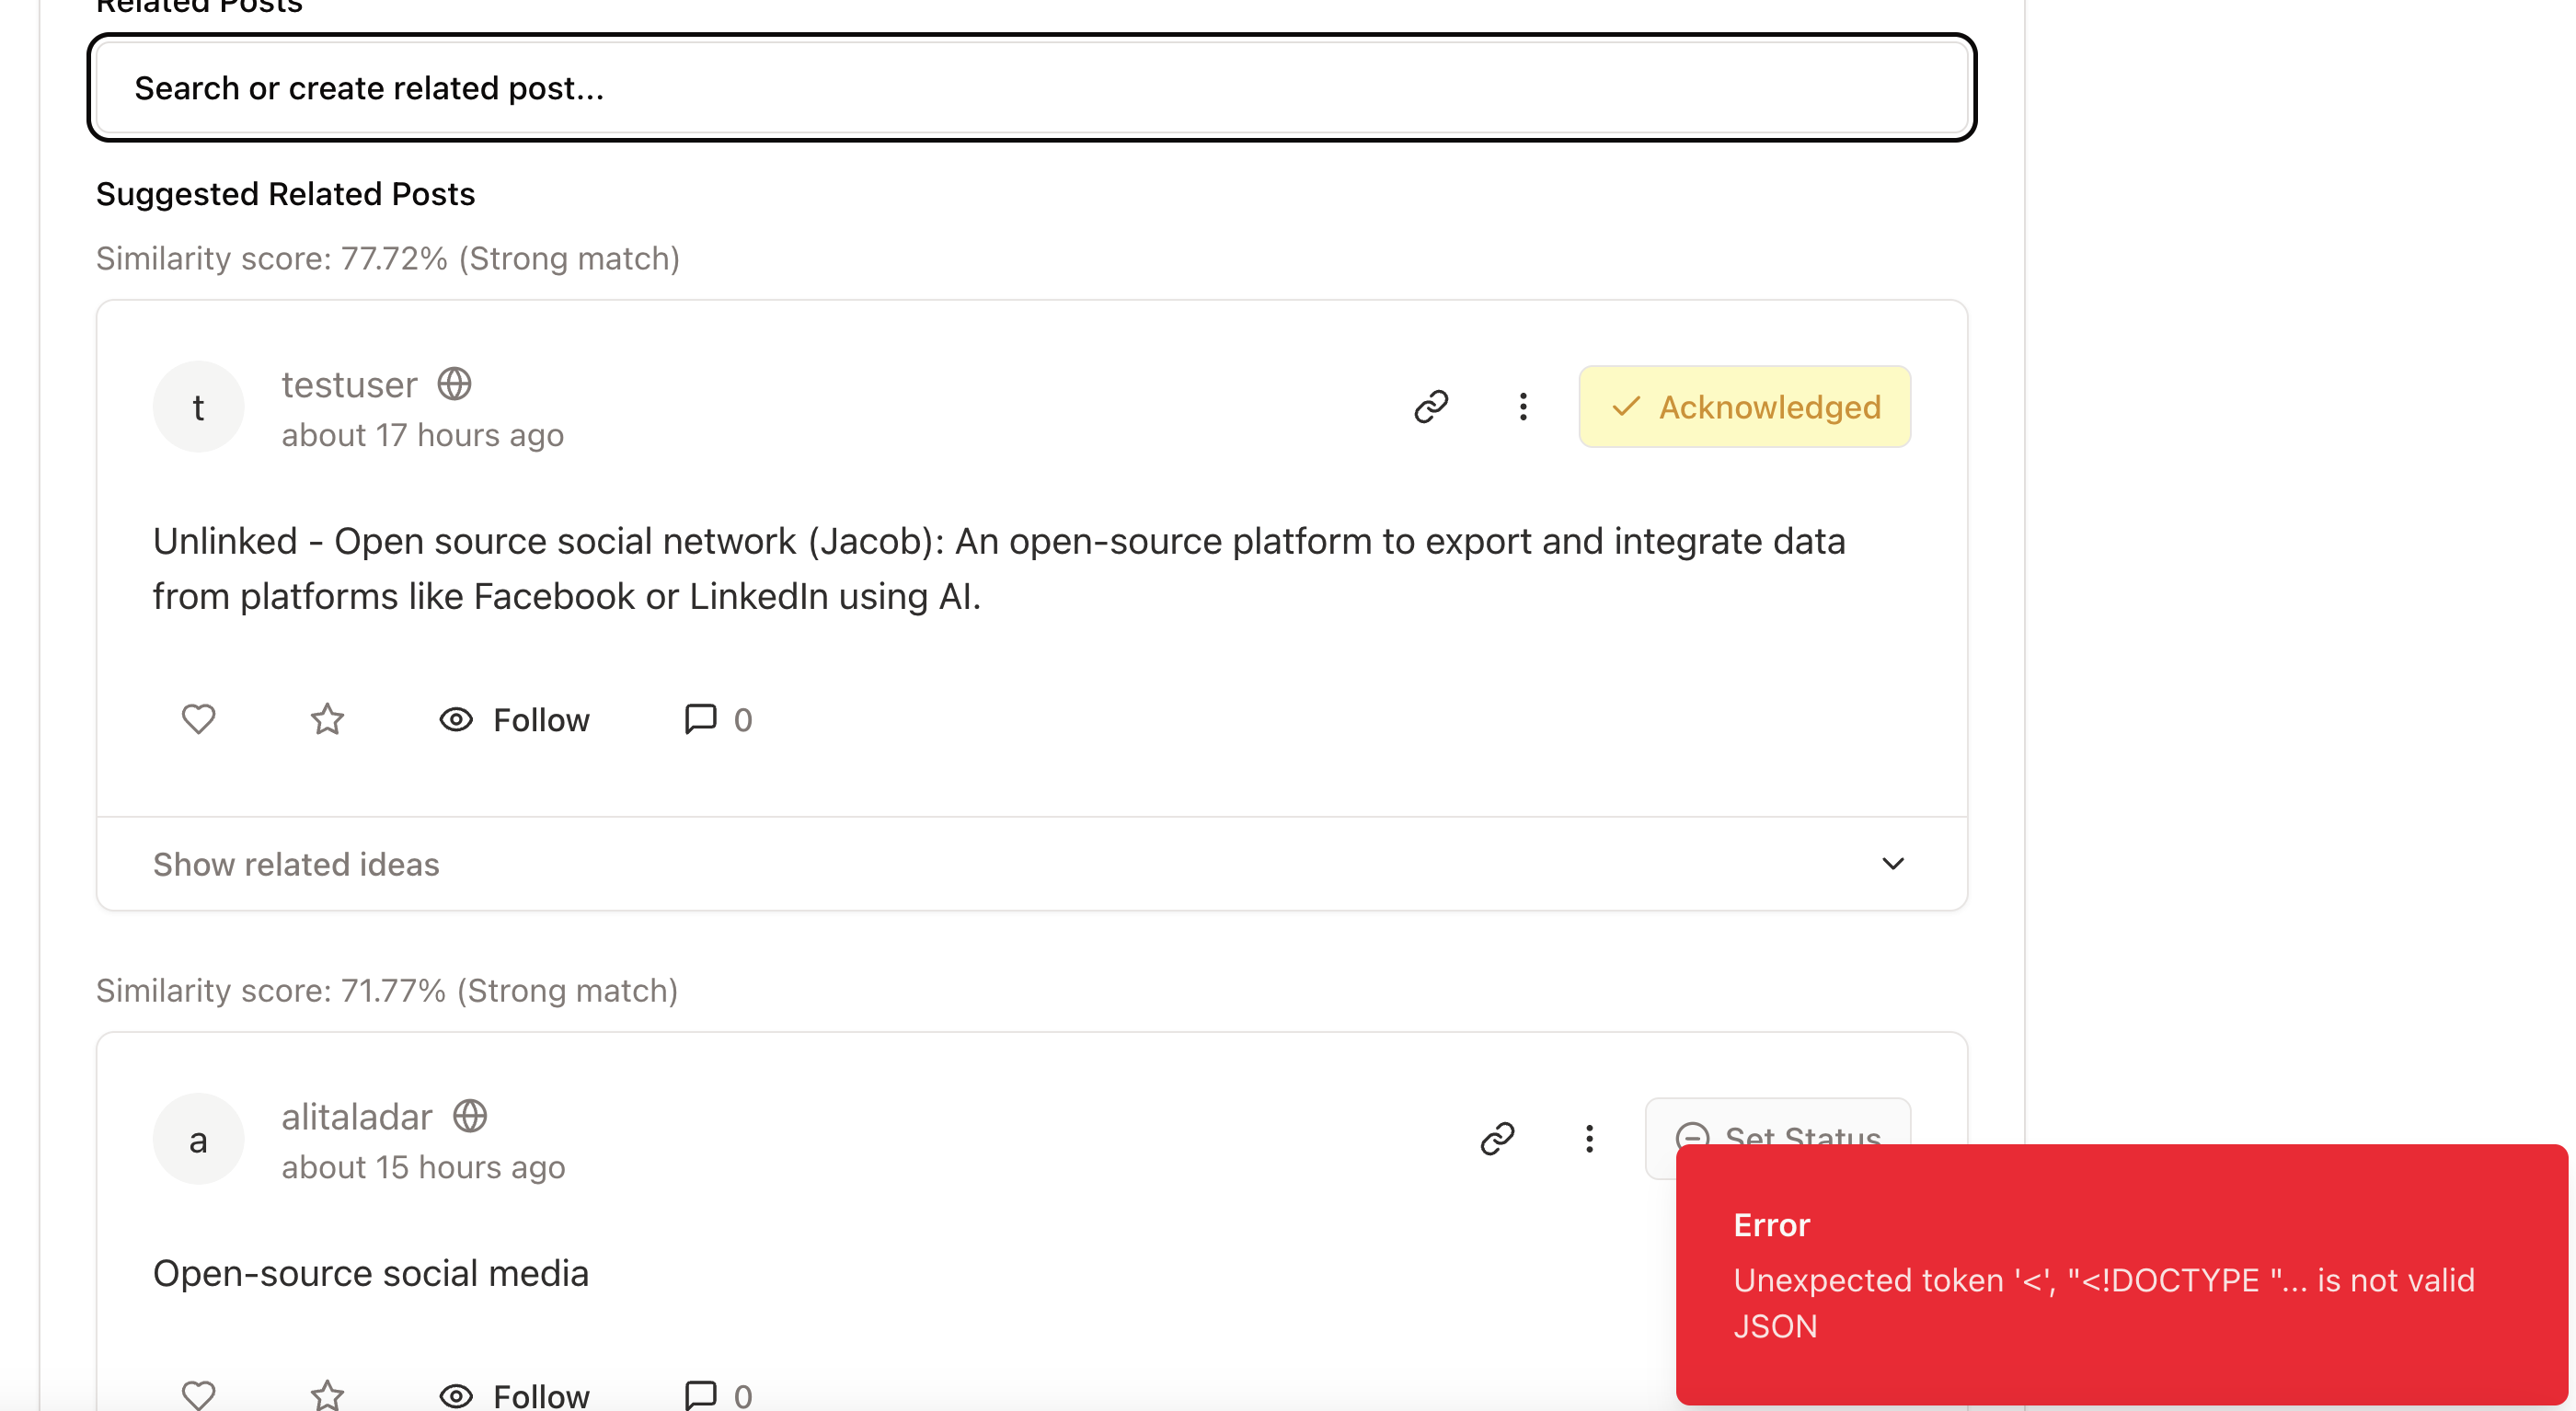 Related Posts
Search or create related post...
Suggested Related Posts
Similarity score: 77.72% (Strong match)
t
testuser
about 17 hours ago
Acknowledged
Unlinked - Open source social network (Jacob): An open-source platform to export and integrate data
from platforms like Facebook or LinkedIn using AI.
Follow
0
Show related ideas
Similarity score: 71.77% (Strong match)
a
alitaladar
about 15 hours ago
Set Status
Open-source social media
Follow
0
Error
Unexpected token '<', "<!DOCTYPE "... is not valid
JSON